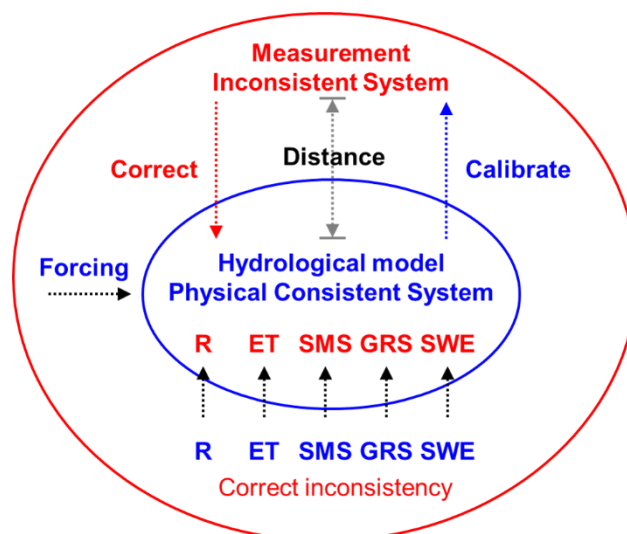 Measurement
Inconsistent System
Distance
Correct
Calibrate
Forcing
Hydrological model
Physical Consistent System
R ET SMS GRS SWE
R ET SMS GRS SWE
Correct inconsistency